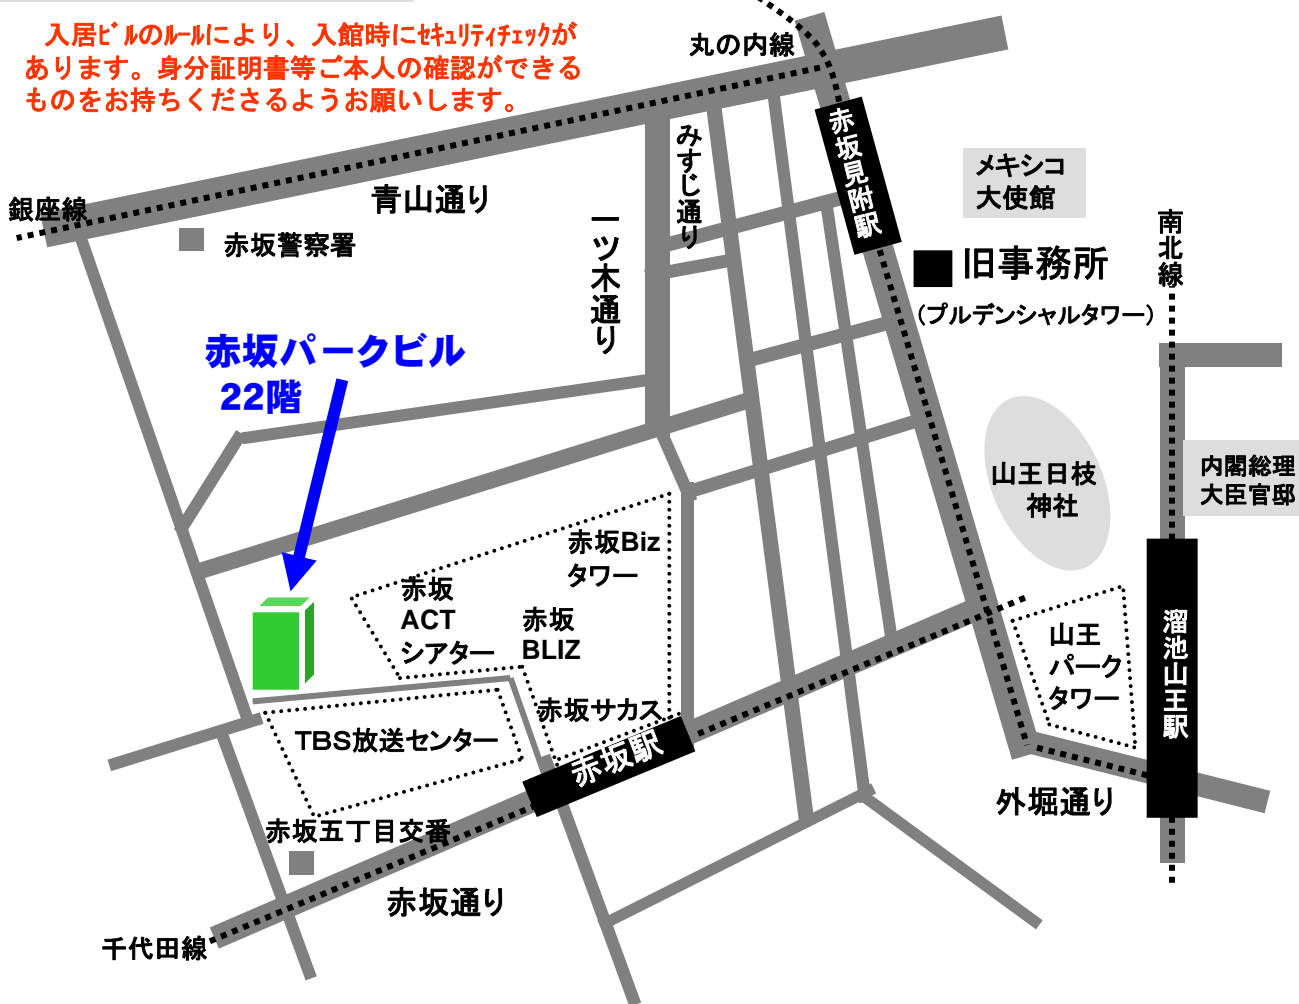 入居ﾋﾞﾙのﾙｰﾙにより、入館時にｾｷｭﾘﾃｨﾁｪｯｸが
あります。身分証明書等ご本人の確認ができる
ものをお持ちくださるようお願いします。
丸の内線
みすじ通り
赤坂見附駅
メキシコ
大使館
銀座線
青山通り
赤坂警察署
一ツ木通り
南北線
旧事務所
(プルデンシャルタワー)
赤坂パークビル
22階
山王日枝
神社
内閣総理
大臣官邸
赤坂Biz
タワー
赤坂
ACT
シアター
赤坂
BLIZ
山王
パーク
タワー
溜池山王駅
赤坂サカス
TBS放送センター
赤坂駅
外堀通り
赤坂五丁目交番
赤坂通り
千代田線